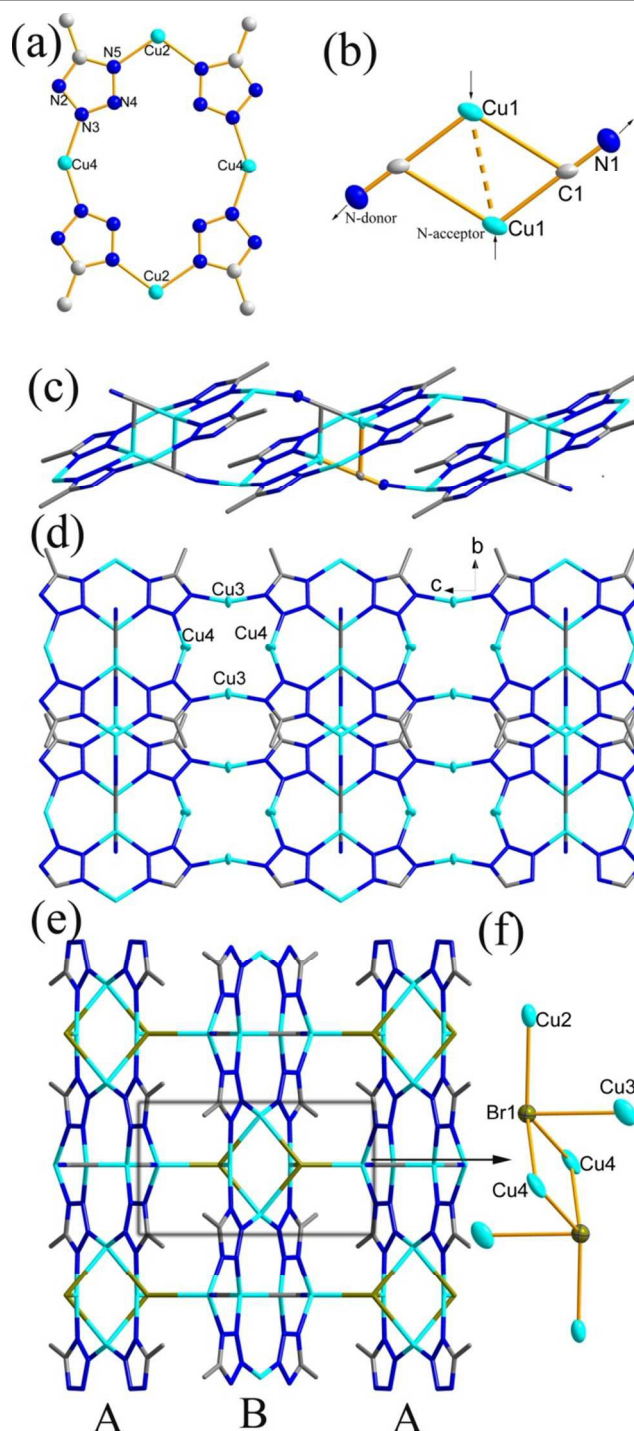 (a)
Cu2
N5
N2
N4
N3
Cu4
Cu4
Cu2
(b)
Cu1
N1
C1
N-donor
N-acceptor
Cu1
(c)
(d)
b
c
Cu3
Cu4
Cu4
Cu3
(e)
(f)
Cu2
Cu3
Br1
Cu4
Cu4
A
B
A